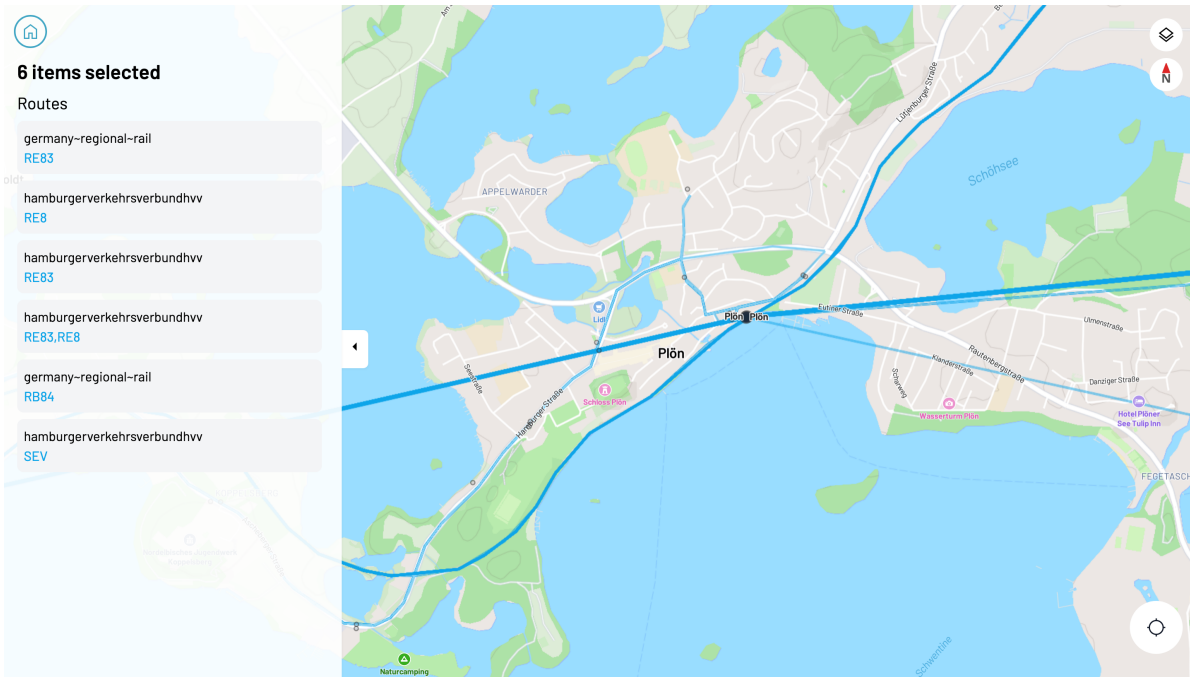 6 items selected
Routes
germany~regional~rail
RE83
hamburgerverkehrsverbundhvv
RE8
hamburgerverkehrsverbundhvv
RE83
hamburgerverkehrsverbundhvv
RE83,RE8
germany~regional~rail
RB84
hamburgerverkehrsverbundhvv
SEV
N
Lütjenburger Straße
Schöhsee
APPELWARDER
Lidl
Plön Plön
Eutiner Straße
Ulmenstraße
Plön
Seestraße
Rautenbergstraße
Klanderstraße
Scharweg
Danziger Straße
Schloss Plön
Wasserturm Plön
Hotel Plöner
See Tulip Inn
Hamburger Straße
FEGETASCH
Schwentine
Naturcamping